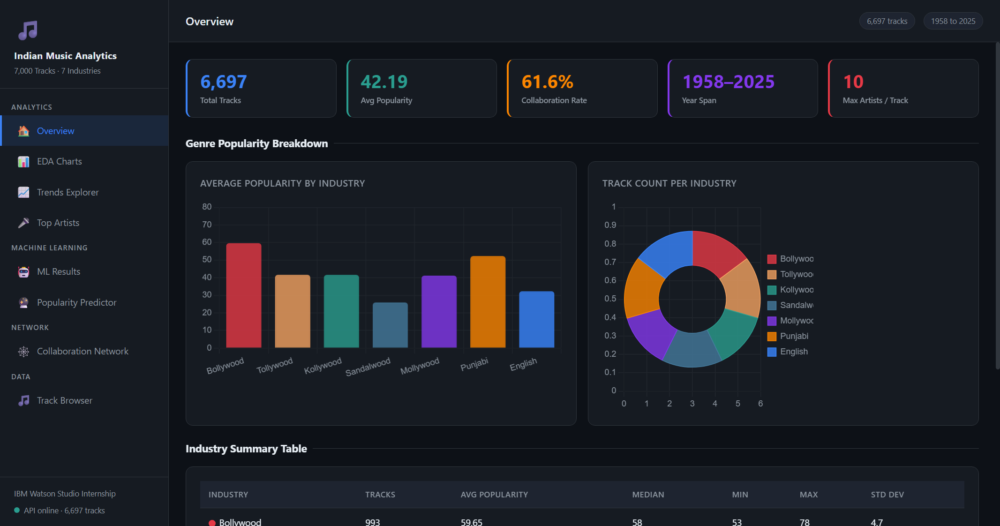 Indian Music Analytics
7,000 Tracks · 7 Industries
ANALYTICS
Overview
EDA Charts
Trends Explorer
Top Artists
MACHINE LEARNING
ML Results
Popularity Predictor
NETWORK
Collaboration Network
DATA
Track Browser
IBM Watson Studio Internship
API online · 6,697 tracks
Overview
6,697 tracks
1958 to 2025
6,697
Total Tracks
42.19
Avg Popularity
61.6%
Collaboration Rate
1958–2025
Year Span
10
Max Artists / Track
Genre Popularity Breakdown
AVERAGE POPULARITY BY INDUSTRY
80
70
60
50
40
30
20
10
0
Bollywood Tollywood Kollywood Sandalwood Mollywood Punjabi English
TRACK COUNT PER INDUSTRY
1
0.9
0.8
0.7
0.6
0.5
0.4
0.3
0.2
0.1
0
0 1 2 3 4 5 6
Bollywoo
Tollywoo
Kollywoo
Sandalw
Mollywoo
Punjabi
English
Industry Summary Table
INDUSTRY TRACKS AVG POPULARITY MEDIAN MIN MAX STD DEV
Bollywood 993 59.65 58 53 78 4.7